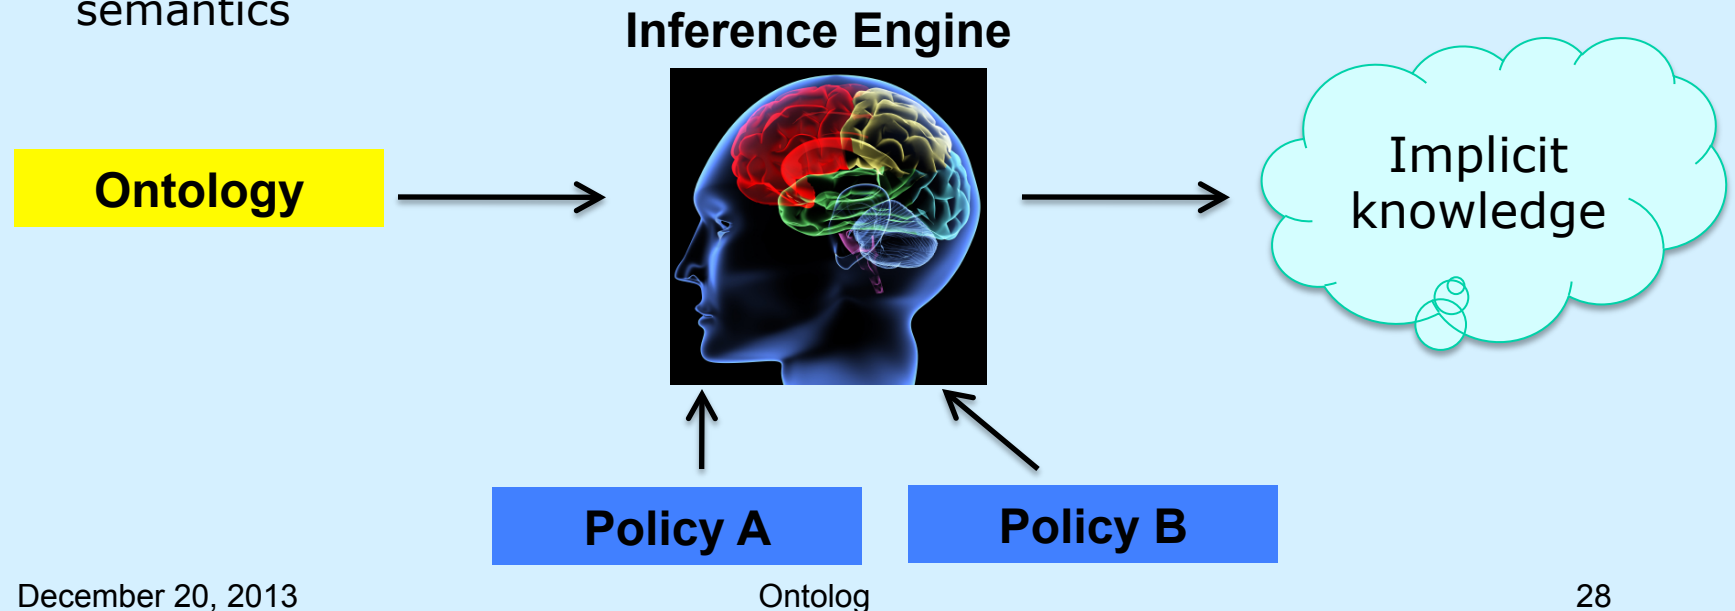 semantics
Inference Engine
Ontology
Implicit
knowledge
Policy A
Policy B
December 20, 2013
Ontolog
28